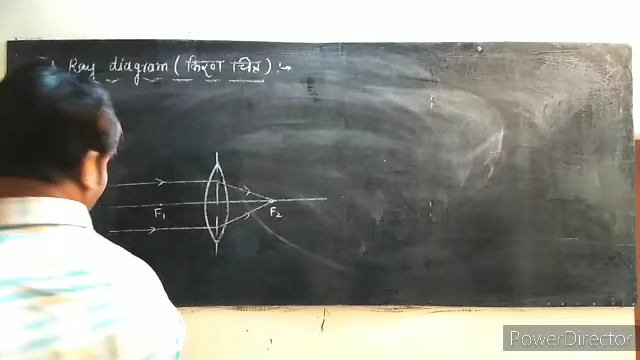 Ray diagram (किरण चित्र) :→
F₁
F₂
PowerDirector